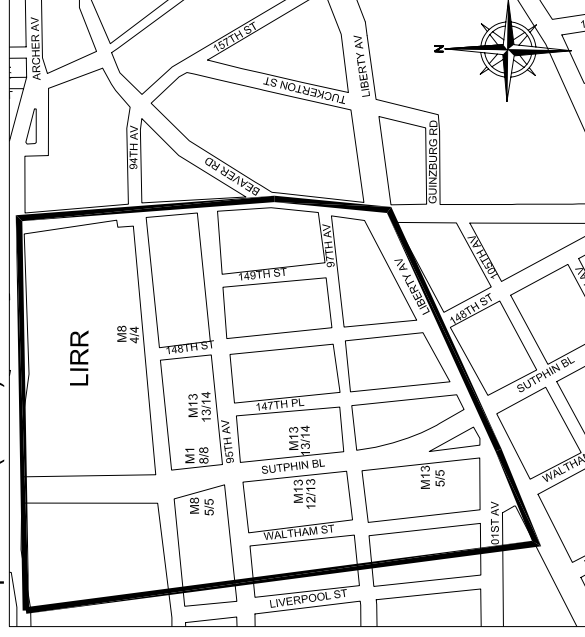 ARCHER AV
157TH ST
LIBERTY AV
TUCKERTON ST
N
94TH AV
BEAVER RD
GUINZBURG RD
LIRR
M8
4/4
149TH ST
97TH AV
LIBERTY AV
105TH AV
148TH ST
148TH ST
M13
13/14
M1
8/8
95TH AV
147TH PL
M13
13/14
SUTPHIN BL
SUTPHIN BL
M8
5/5
M13
12/13
M13
5/5
WALTHA
WALTHAM ST
01ST AV
LIVERPOOL ST